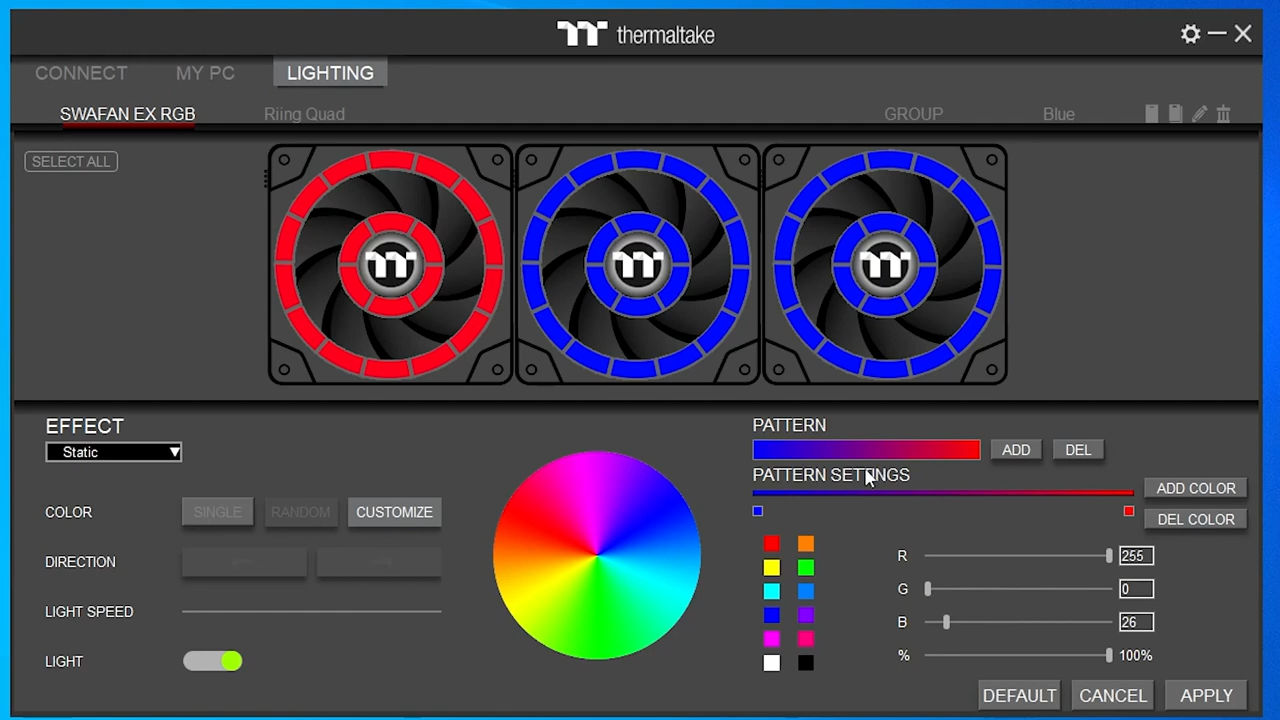 thermaltake
CONNECT MY PC LIGHTING
SWAFAN EX RGB Riing Quad GROUP Blue
SELECT ALL
EFFECT
Static
COLOR SINGLE RANDOM CUSTOMIZE
DIRECTION
LIGHT SPEED
LIGHT
PATTERN
ADD DEL
PATTERN SETTINGS
ADD COLOR
DEL COLOR
R 255
G 0
B 26
% 100%
DEFAULT CANCEL APPLY